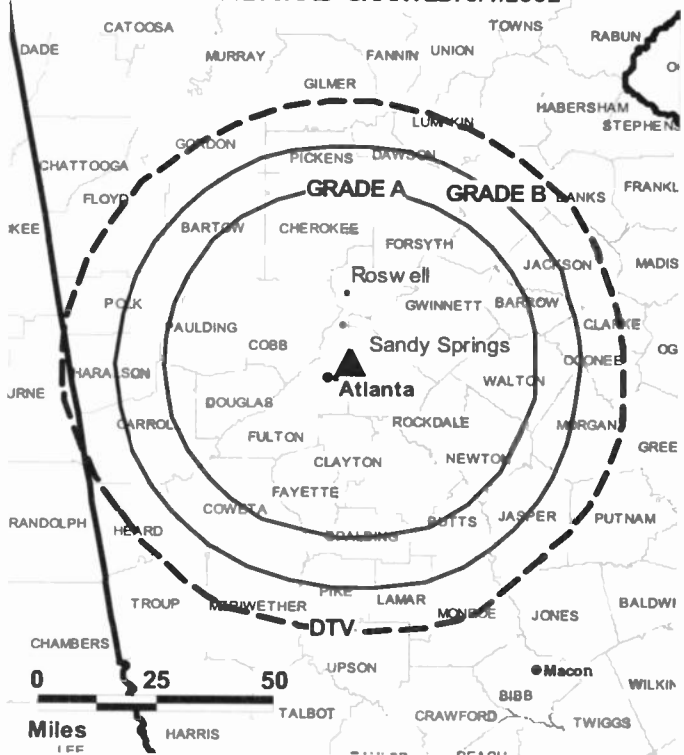 CATOOSA
TOWNS
DADE
MURRAY
FANNIN
UNION
RABUN
GILMER
HABERSHAM
LUMPKIN
STEPHENS
GORDON
PICKENS
DAWSON
CHATTOOGA
FLOYD
GRADE A
GRADE B
BANKS
FRANKL
KEE
BARTOW
CHEROKEE
FORSYTH
JACKSON
MADIS
Roswell
POLK
GWINNETT
BARROW
PAULDING
CLARKE
COBB
Sandy Springs
OCONEE
OG
HARALSON
WALTON
URNE
Atlanta
DOUGLAS
CARROL
ROCKDALE
MORGAN
FULTON
GREE
CLAYTON
NEWTON
FAYETTE
COWETA
BUTTS
JASPER
PUTNAM
RANDOLPH
HEARD
SPALDING
PIKE
LAMAR
TROUP
MERIWETHER
MONROE
JONES
BALDWI
DTV
CHAMBERS
UPSON
Macon
0 25 50
BIBB
WILKIN
TALBOT
CRAWFORD
TWIGGS
Miles
HARRIS
LEE